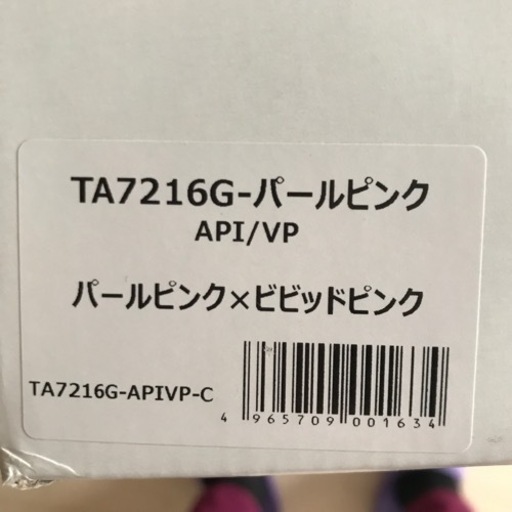 TA7216G-パールピンク
API/VP
パールピンク×ビビッドピンク
TA7216G-APIVP-C
4 965709 001634